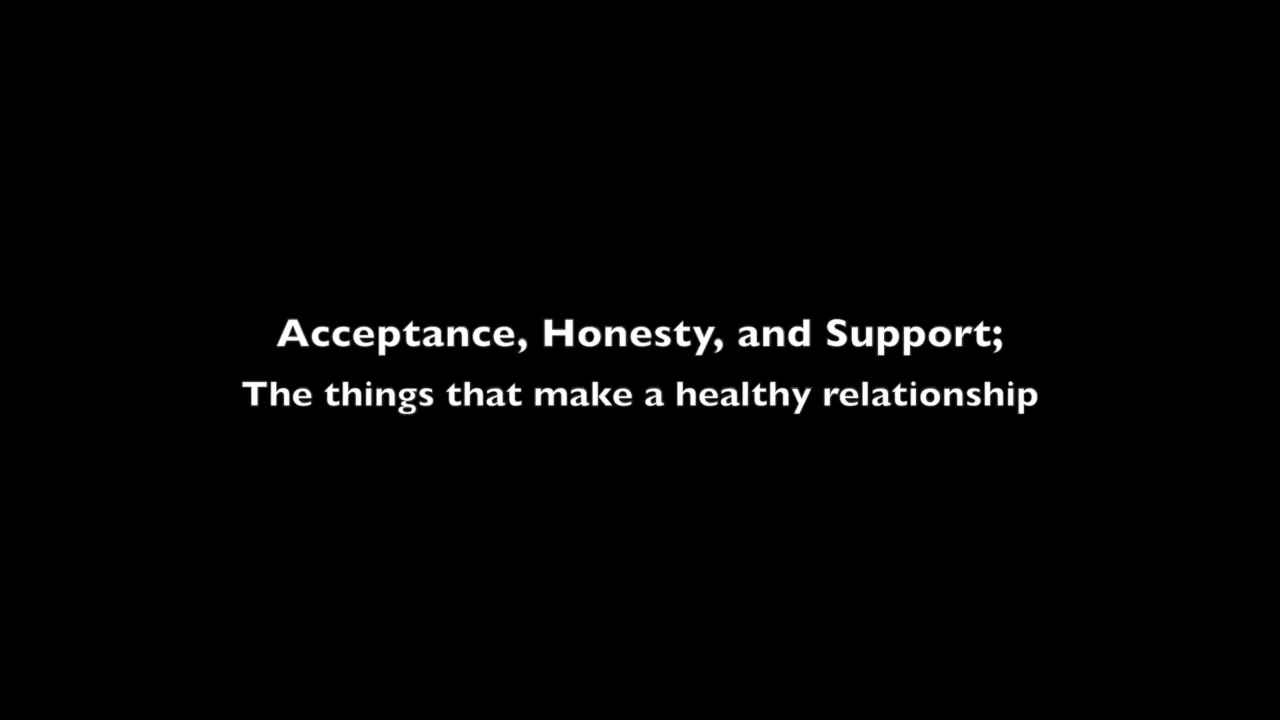 Acceptance, Honesty, and Support;
The things that make a healthy relationship